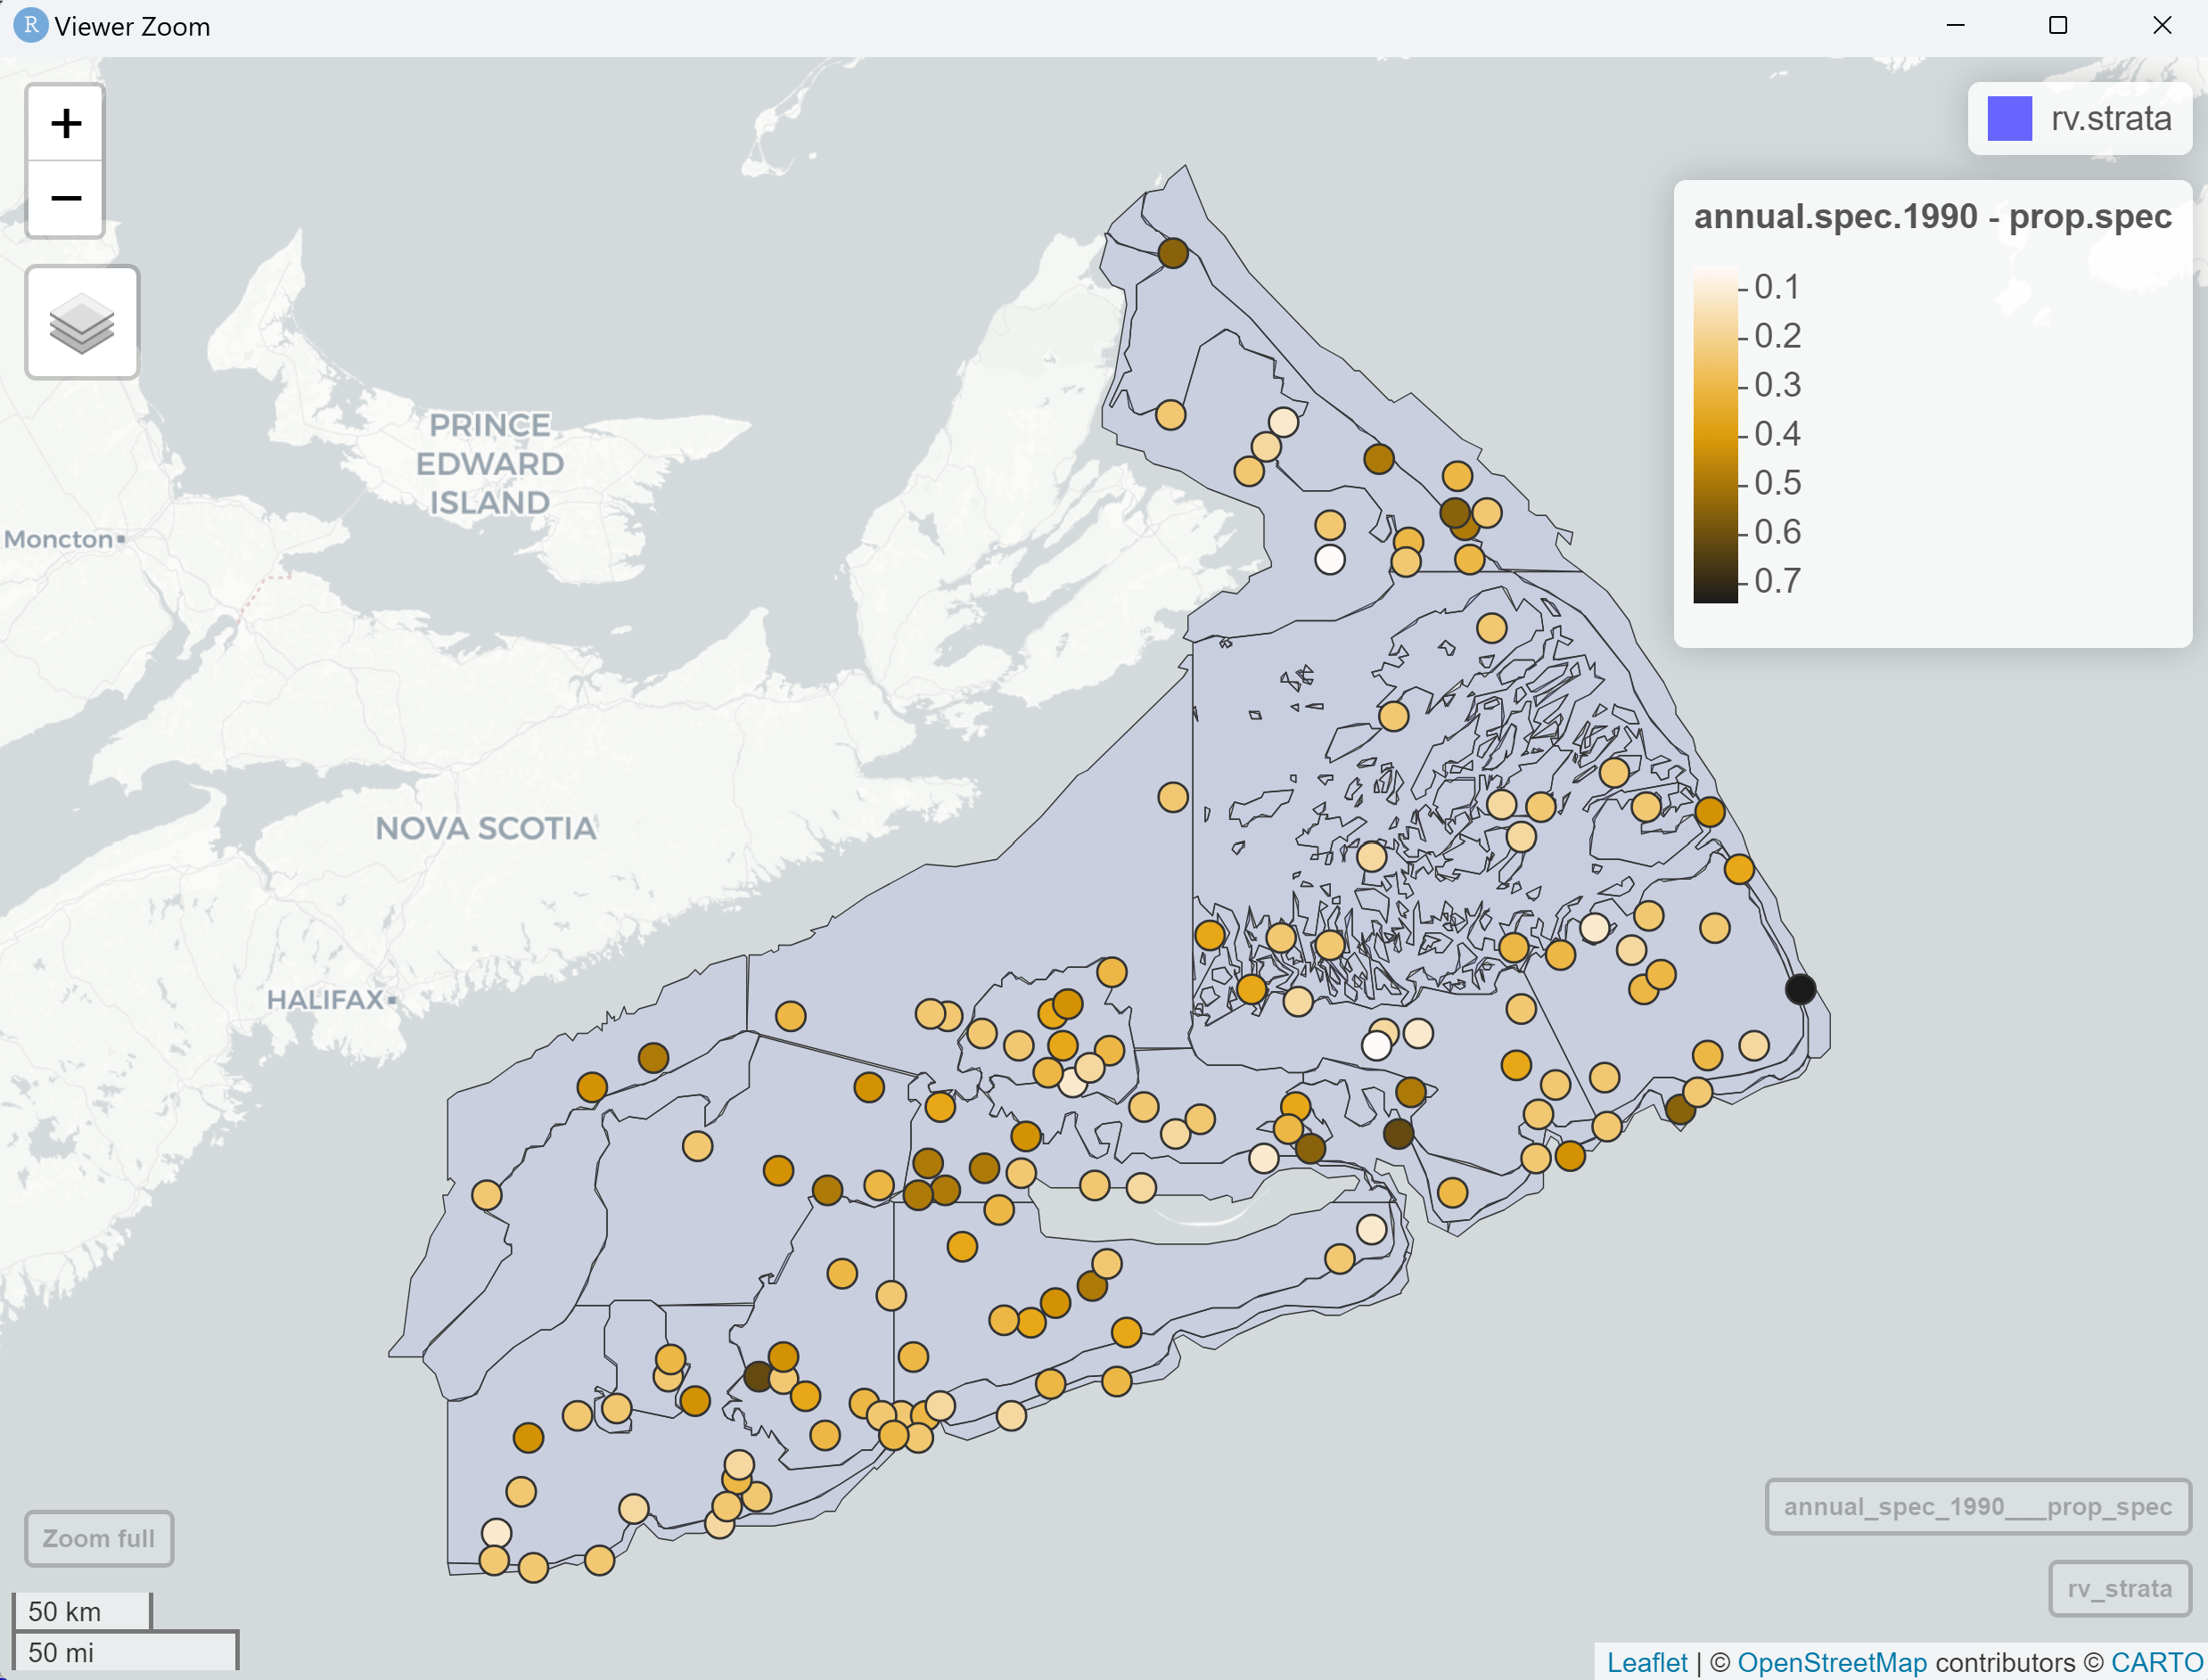 R Viewer Zoom
+
−
rv.strata
annual.spec.1990 - prop.spec
0.1
0.2
0.3
0.4
0.5
0.6
0.7
PRINCE
EDWARD
ISLAND
Moncton
NOVA SCOTIA
HALIFAX
Zoom full
annual_spec_1990___prop_spec
rv_strata
50 km
50 mi
Leaflet | © OpenStreetMap contributors © CARTO